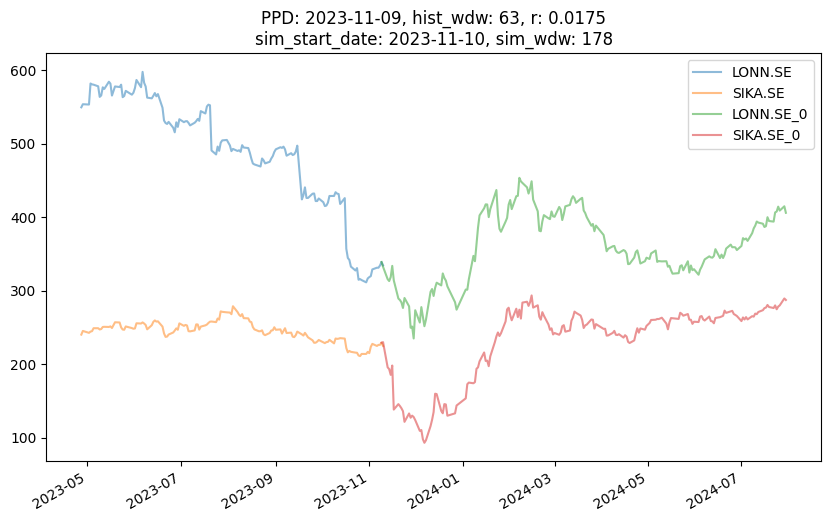 PPD: 2023-11-09, hist_wdw: 63, r: 0.0175
sim_start_date: 2023-11-10, sim_wdw: 178
LONN.SE
SIKA.SE
LONN.SE_0
SIKA.SE_0
600
500
400
300
200
100
2023-05
2023-07
2023-09
2023-11
2024-01
2024-03
2024-05
2024-07